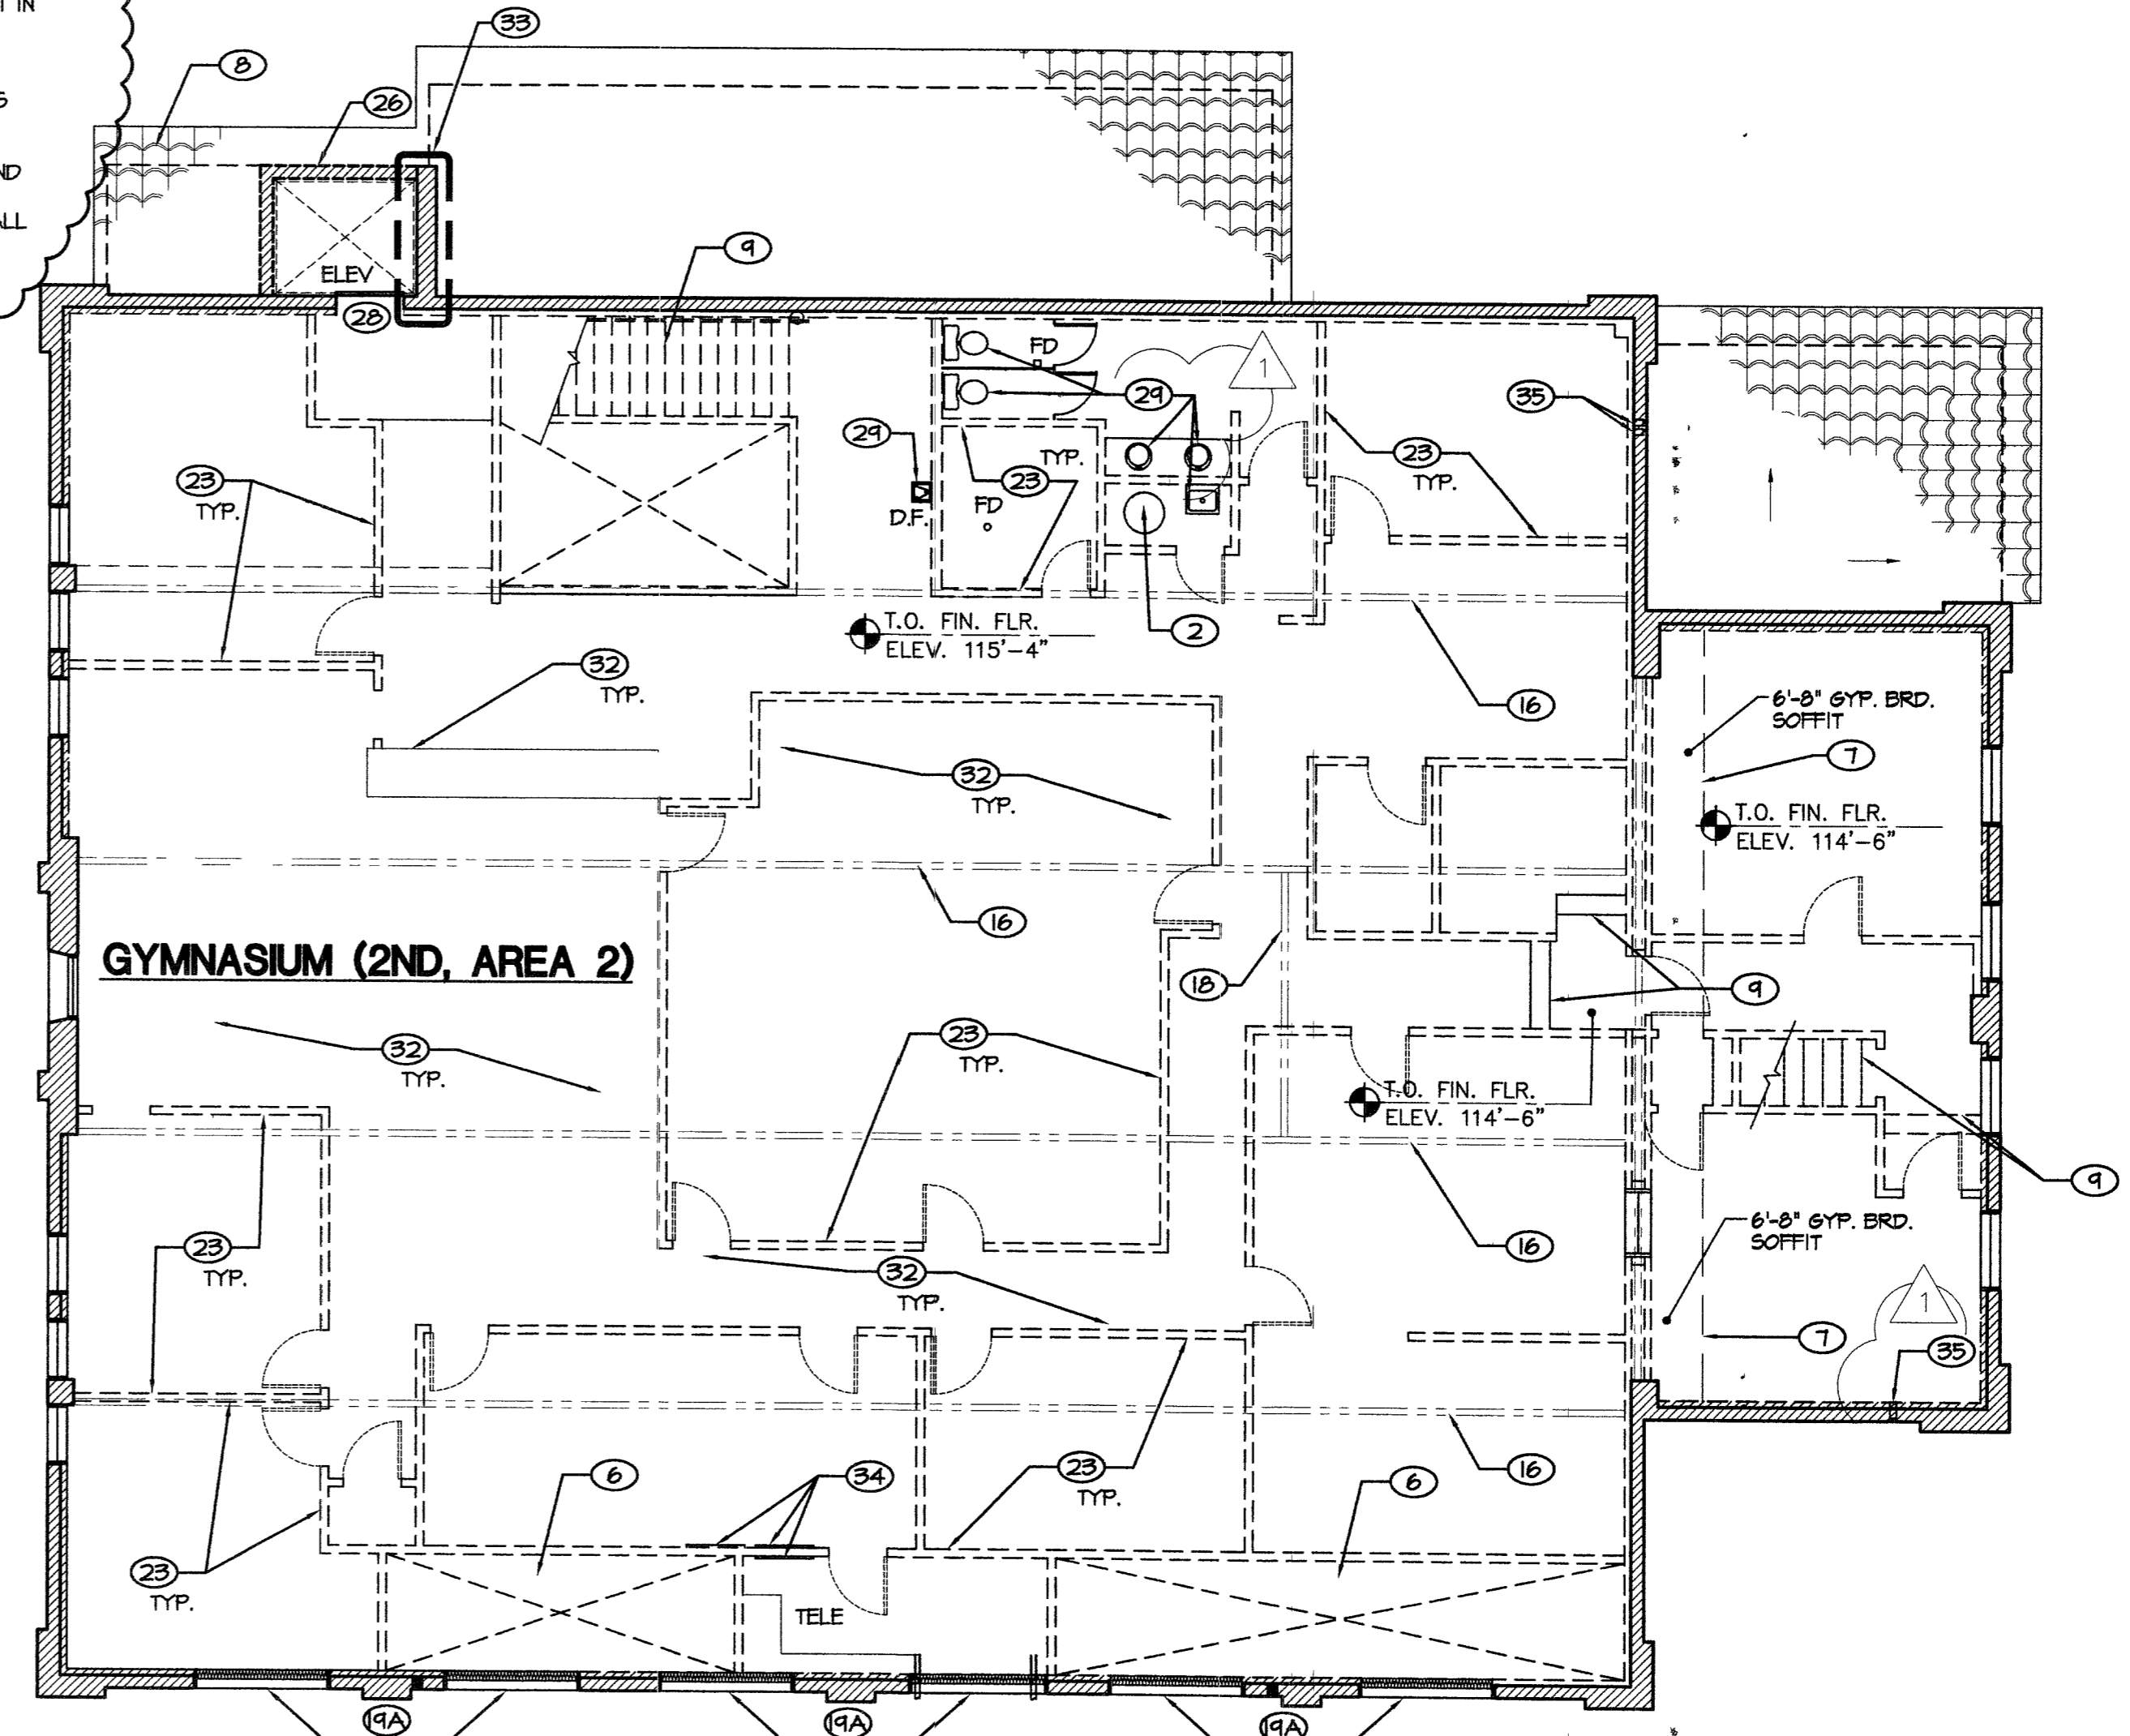 T IN
33
8
26
S
ND
ALL
9
ELEV
28
FD
1
29
35
29
TYP.
23
23
TYP.
23
TYP.
D.F.
FD
T.O. FIN. FLR.
ELEV. 115'-4"
2
32
TYP.
16
6'-8" GYP. BRD.
SOFFIT
7
32
TYP.
T.O. FIN. FLR.
ELEV. 114'-6"
16
GYMNASIUM (2ND, AREA 2)
18
9
32
TYP.
23
TYP.
T.O. FIN. FLR.
ELEV. 114'-6"
9
23
TYP.
16
6'-8" GYP. BRD.
SOFFIT
32
TYP.
1
7
35
6
34
23
TYP.
6
16
23
TYP.
TELE
19A
19A
19A